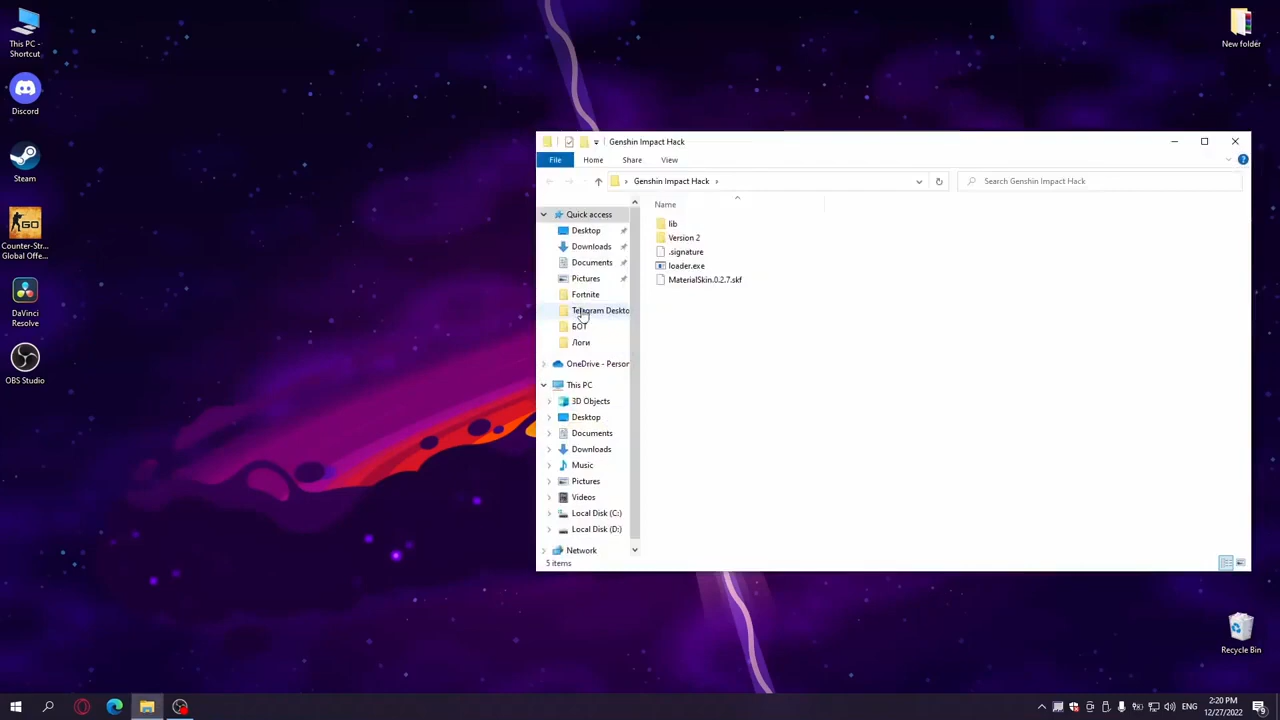 This PC -
Shortcut
Discord
Steam
Counter-Str...
Global Offe...
DaVinci
Resolve
OBS Studio
New folder
Genshin Impact Hack
File Home Share View
Genshin Impact Hack
Search Genshin Impact Hack
Quick access
Desktop
Downloads
Documents
Pictures
Fortnite
Telegram Deskto
БОТ
Логи
OneDrive - Person
This PC
3D Objects
Desktop
Documents
Downloads
Music
Pictures
Videos
Local Disk (C:)
Local Disk (D:)
Network
Name
lib
Version 2
.signature
loader.exe
MaterialSkin.0.2.7.skf
5 items
Recycle Bin
2:20 PM
12/27/2022